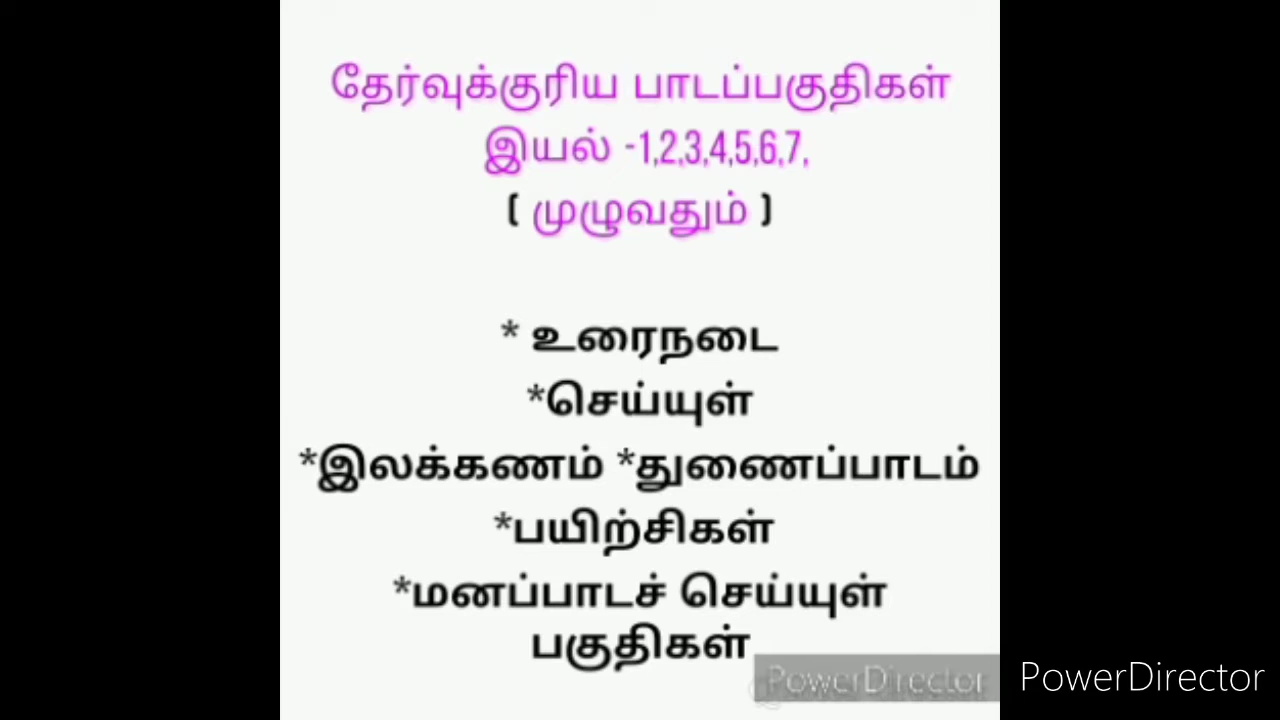 தேர்வுக்குரிய பாடப்பகுதிகள்
இயல் -1,2,3,4,5,6,7,
( முழுவதும் )
* உரைநடை
*செய்யுள்
*இலக்கணம் *துணைப்பாடம்
*பயிற்சிகள்
*மனப்பாடச் செய்யுள்
பகுதிகள்
PowerDirector
PowerDirector